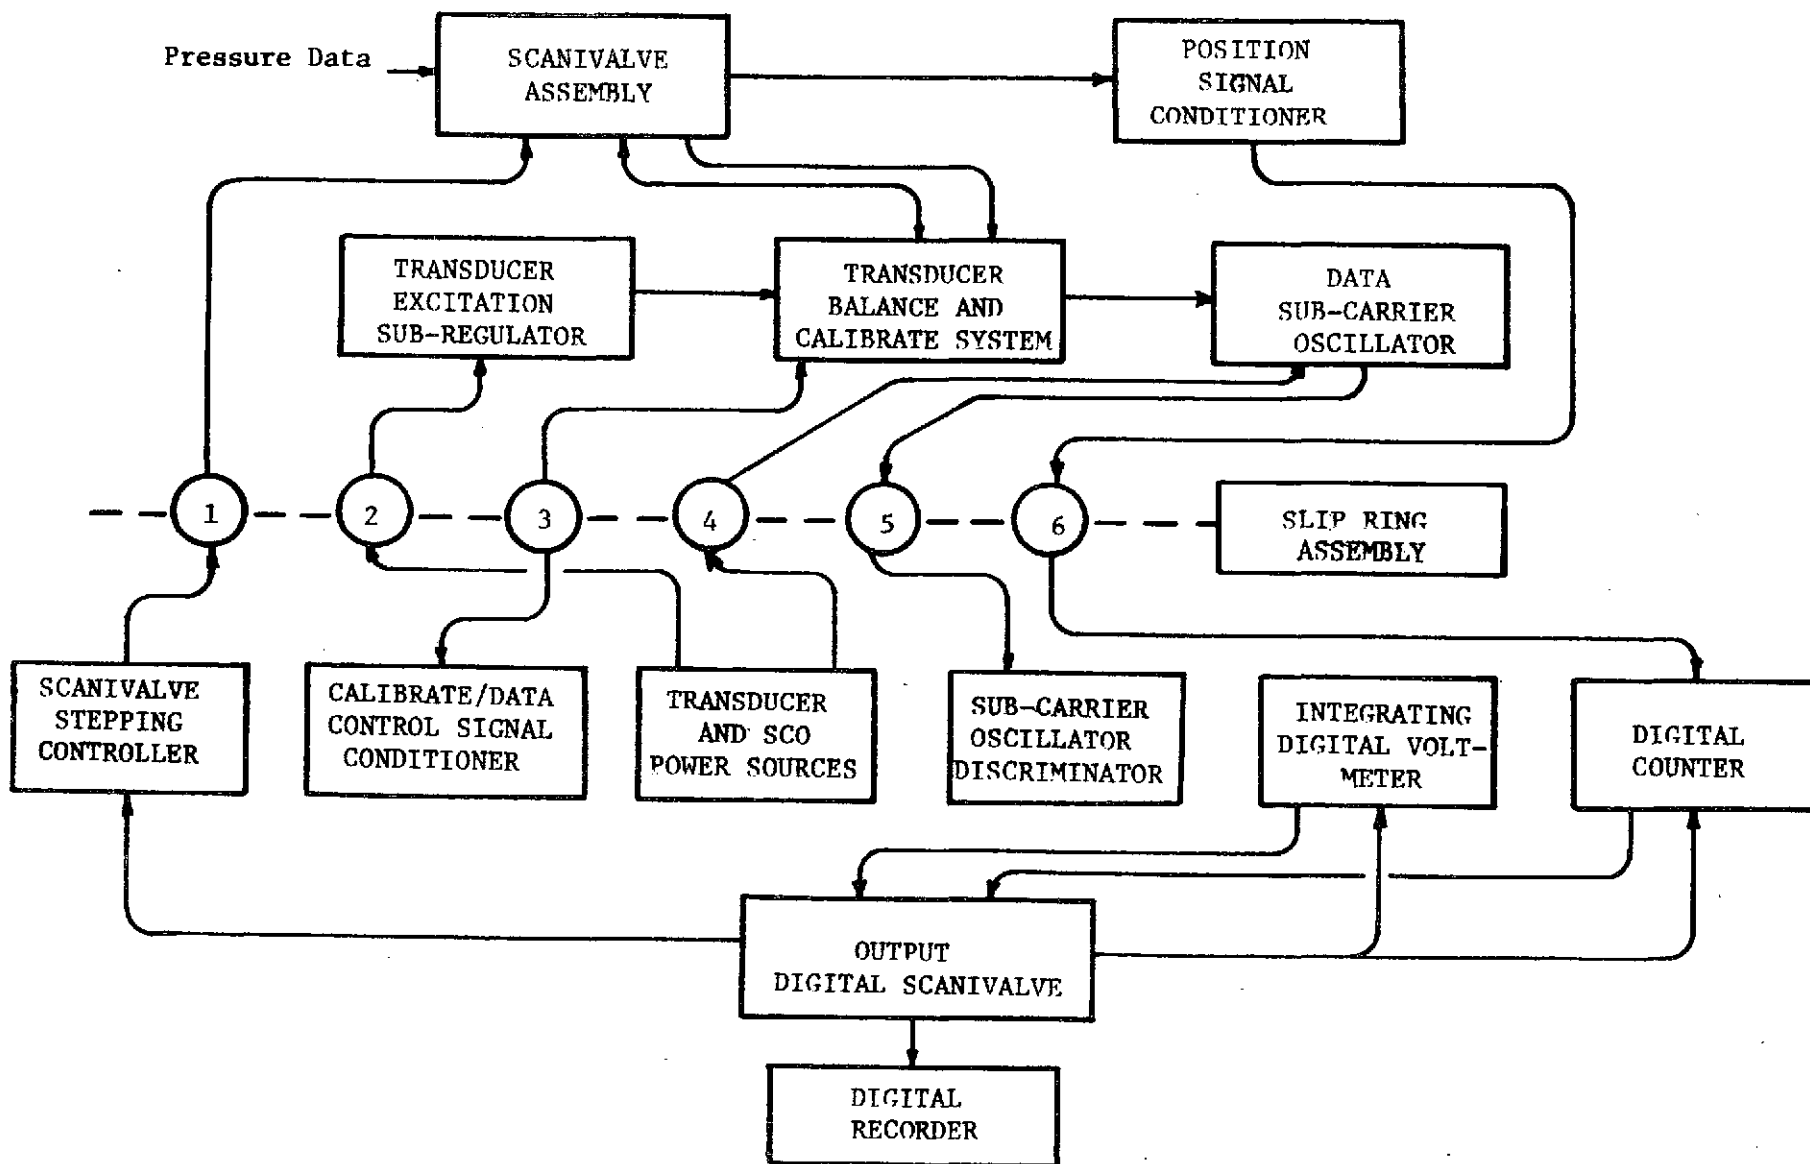 Pressure Data
SCANIVALVE
ASSEMBLY
POSITION
SIGNAL
CONDITIONER
TRANSDUCER
EXCITATION
SUB-REGULATOR
TRANSDUCER
BALANCE AND
CALIBRATE SYSTEM
DATA
SUB-CARRIER
OSCILLATOR
1
2
3
4
5
6
SLIP RING
ASSEMBLY
SCANIVALVE
STEPPING
CONTROLLER
CALIBRATE/DATA
CONTROL SIGNAL
CONDITIONER
TRANSDUCER
AND SCO
POWER SOURCES
SUB-CARRIER
OSCILLATOR
DISCRIMINATOR
INTEGRATING
DIGITAL VOLT-
METER
DIGITAL
COUNTER
OUTPUT
DIGITAL SCANIVALVE
DIGITAL
RECORDER